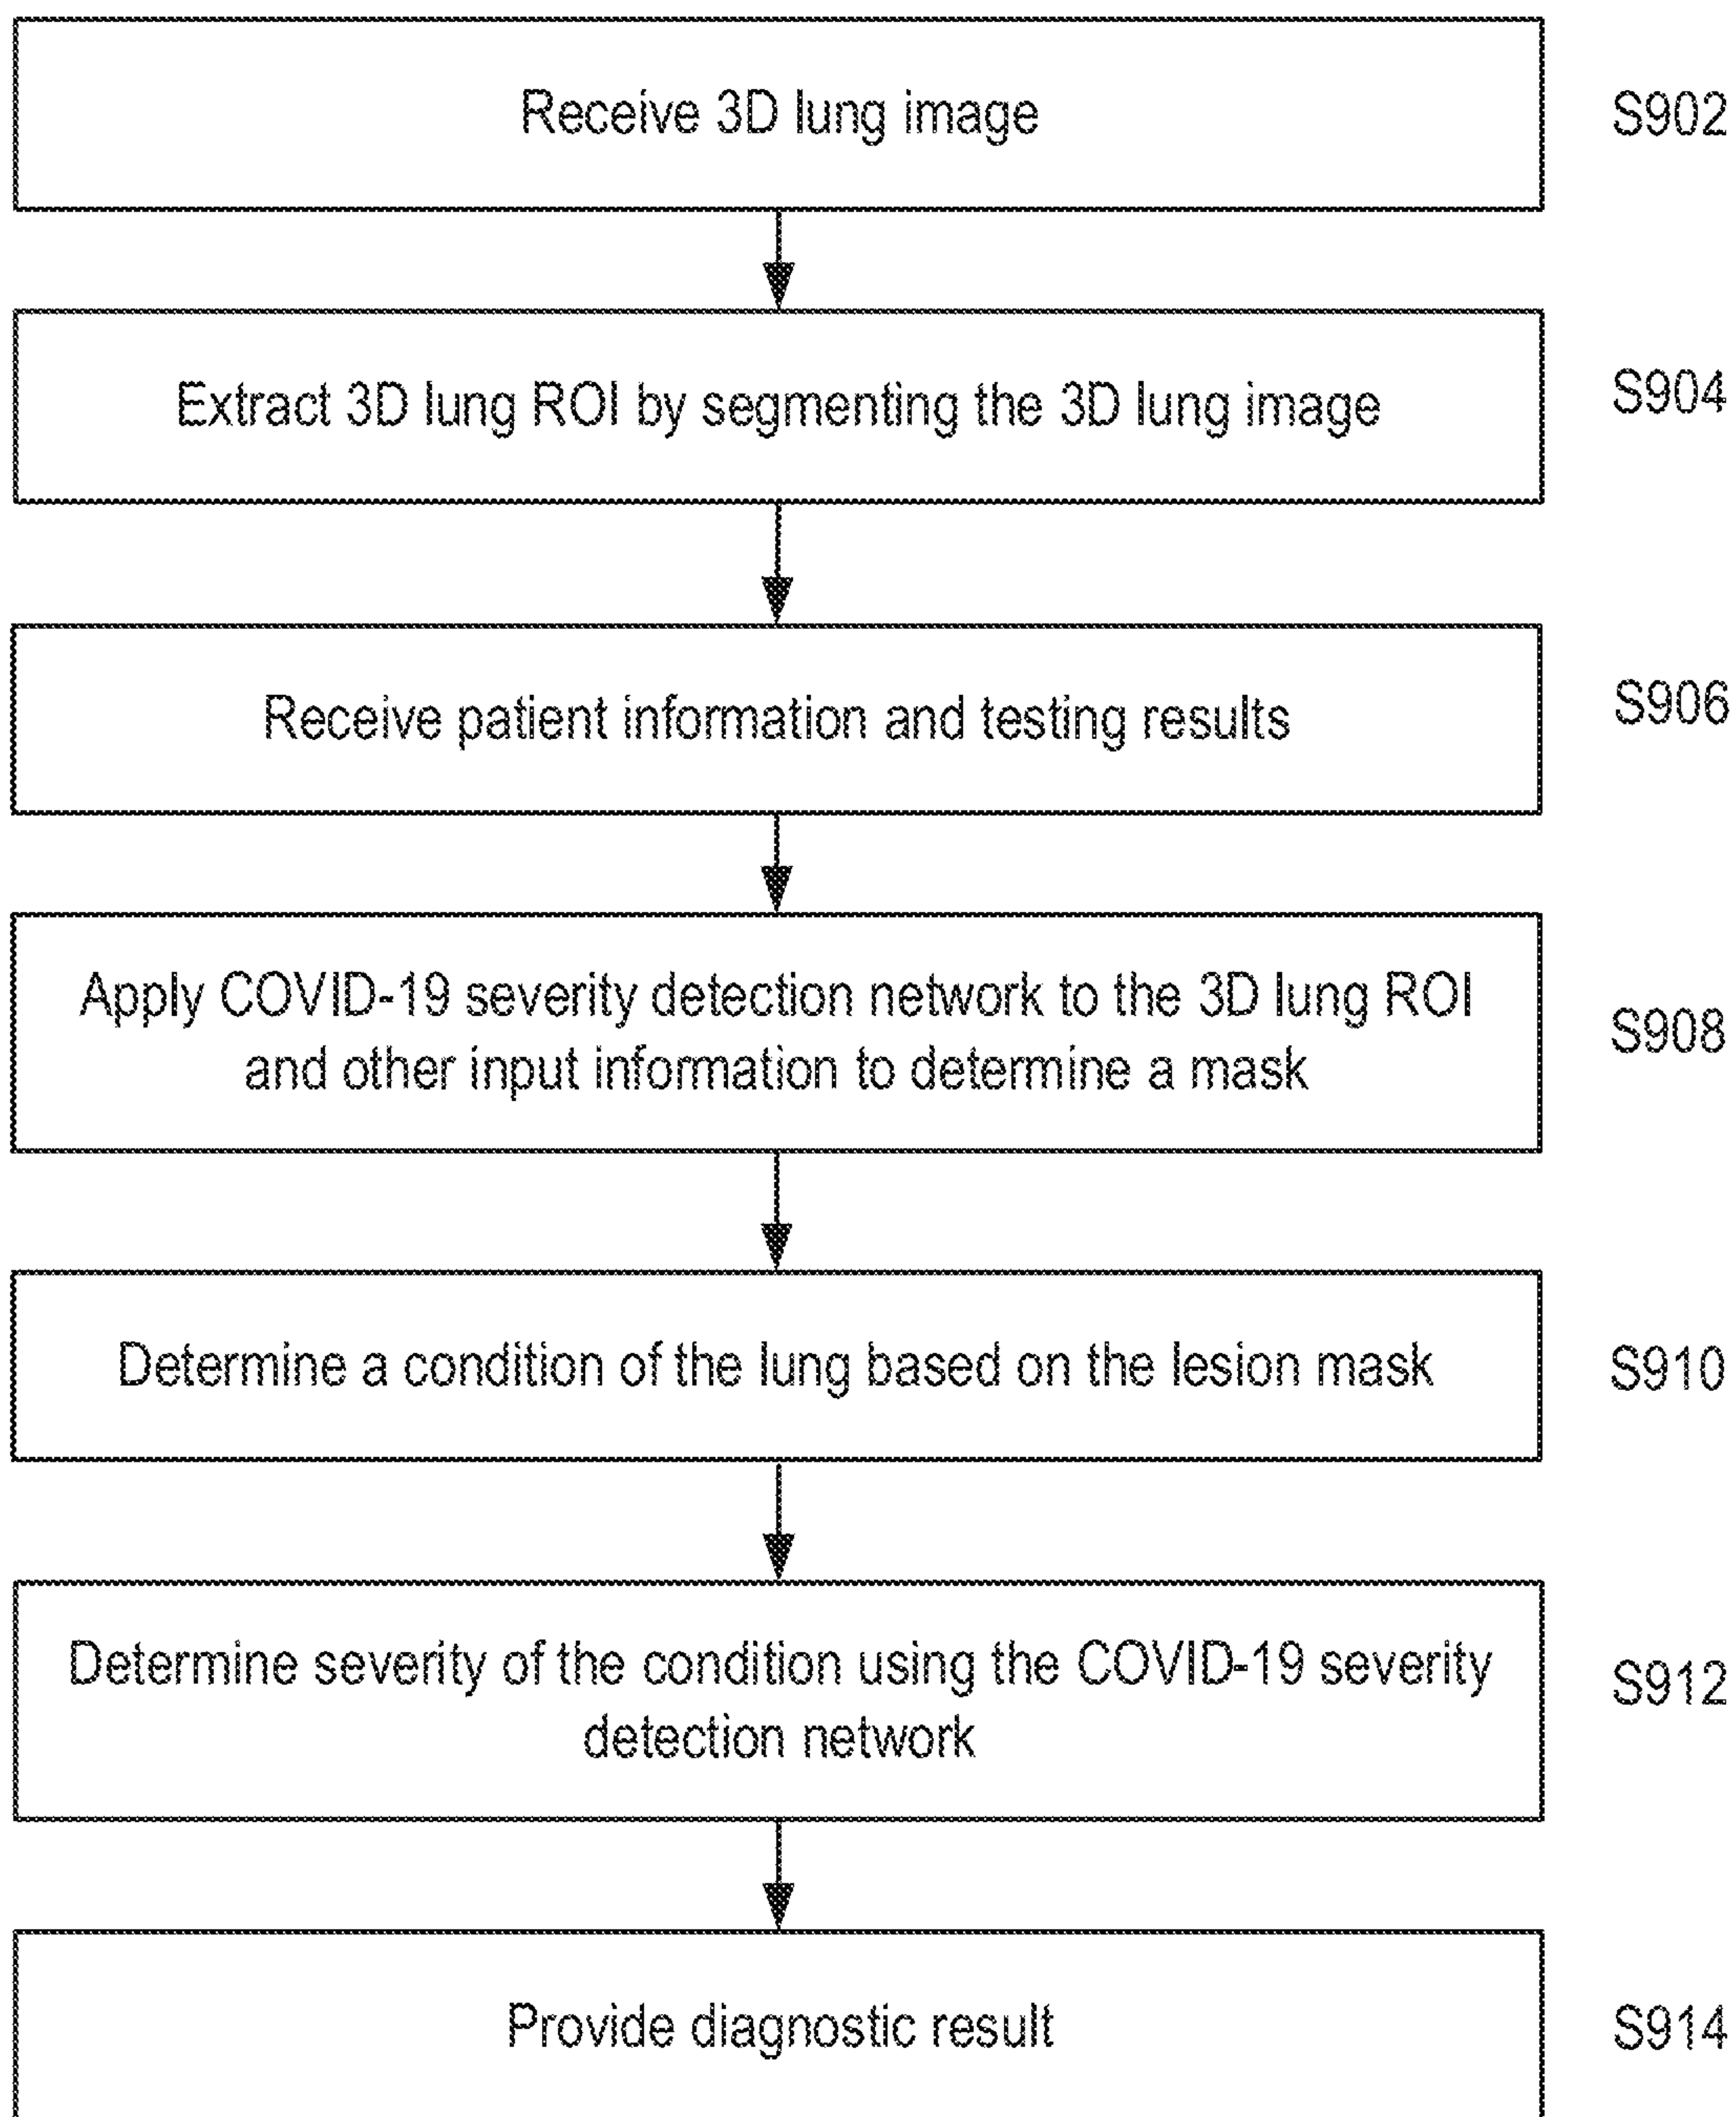 Receive 3D lung image
S902
Extract 3D lung ROI by segmenting the 3D lung image
S904
Receive patient information and testing results
S906
Apply COVID-19 severity detection network to the 3D lung ROI
and other input information to determine a mask
S908
Determine a condition of the lung based on the lesion mask
S910
Determine severity of the condition using the COVID-19 severity
detection network
S912
Provide diagnostic result
S914